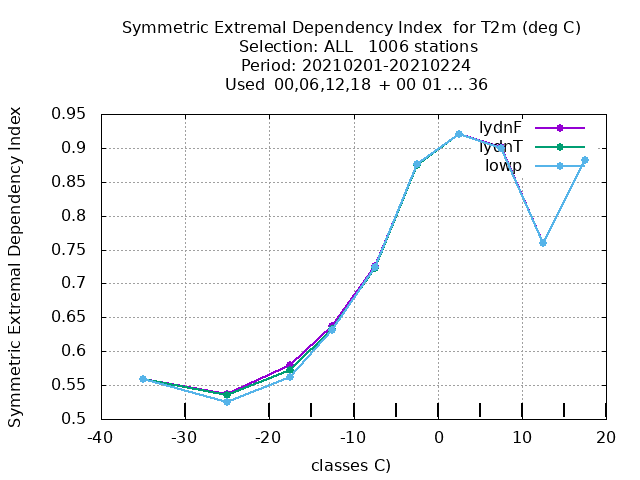 Symmetric Extremal Dependency Index  for T2m (deg C)
Selection: ALL   1006 stations
Period: 20210201-20210224
Used  00,06,12,18  + 00 01 ... 36
Symmetric Extremal Dependency Index
0.95
0.9
0.85
0.8
0.75
0.7
0.65
0.6
0.55
0.5
lydnF
lydnT
lowp
-40 -30 -20 -10 0 10 20
classes C)